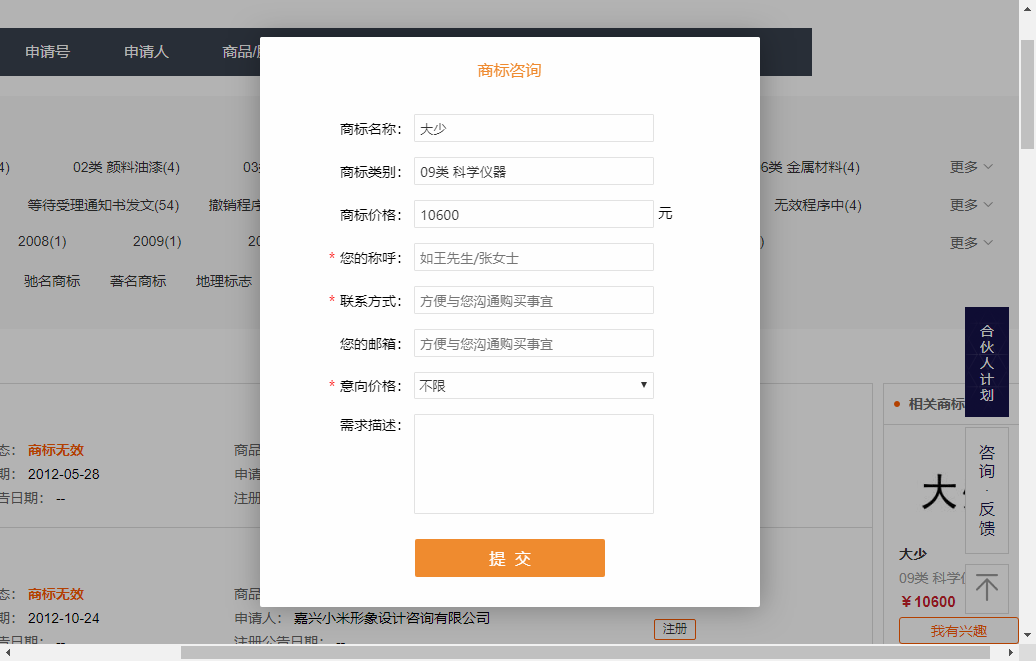 申请号
申请人
商品/
商标咨询
商标名称： 大少
商标类别： 09类 科学仪器
商标价格： 10600 元
* 您的称呼： 如王先生/张女士
* 联系方式： 方便与您沟通购买事宜
您的邮箱： 方便与您沟通购买事宜
* 意向价格： 不限
需求描述：
提 交
4)
02类 颜料油漆(4)
03
6类 金属材料(4)
更多
等待受理通知书发文(54)
撤销程序
无效程序中(4)
更多
2008(1)
2009(1)
20
)
更多
驰名商标
著名商标
地理标志
合伙人计划
相关商标
态： 商标无效
商品
期： 2012-05-28
申请
告日期： --
注册
咨询·反馈
大
大少
09类 科学
￥10600
我有兴趣
态： 商标无效
商品
期： 2012-10-24
申请人： 嘉兴小米形象设计咨询有限公司
告日期： --
注册公告日期： --
注册